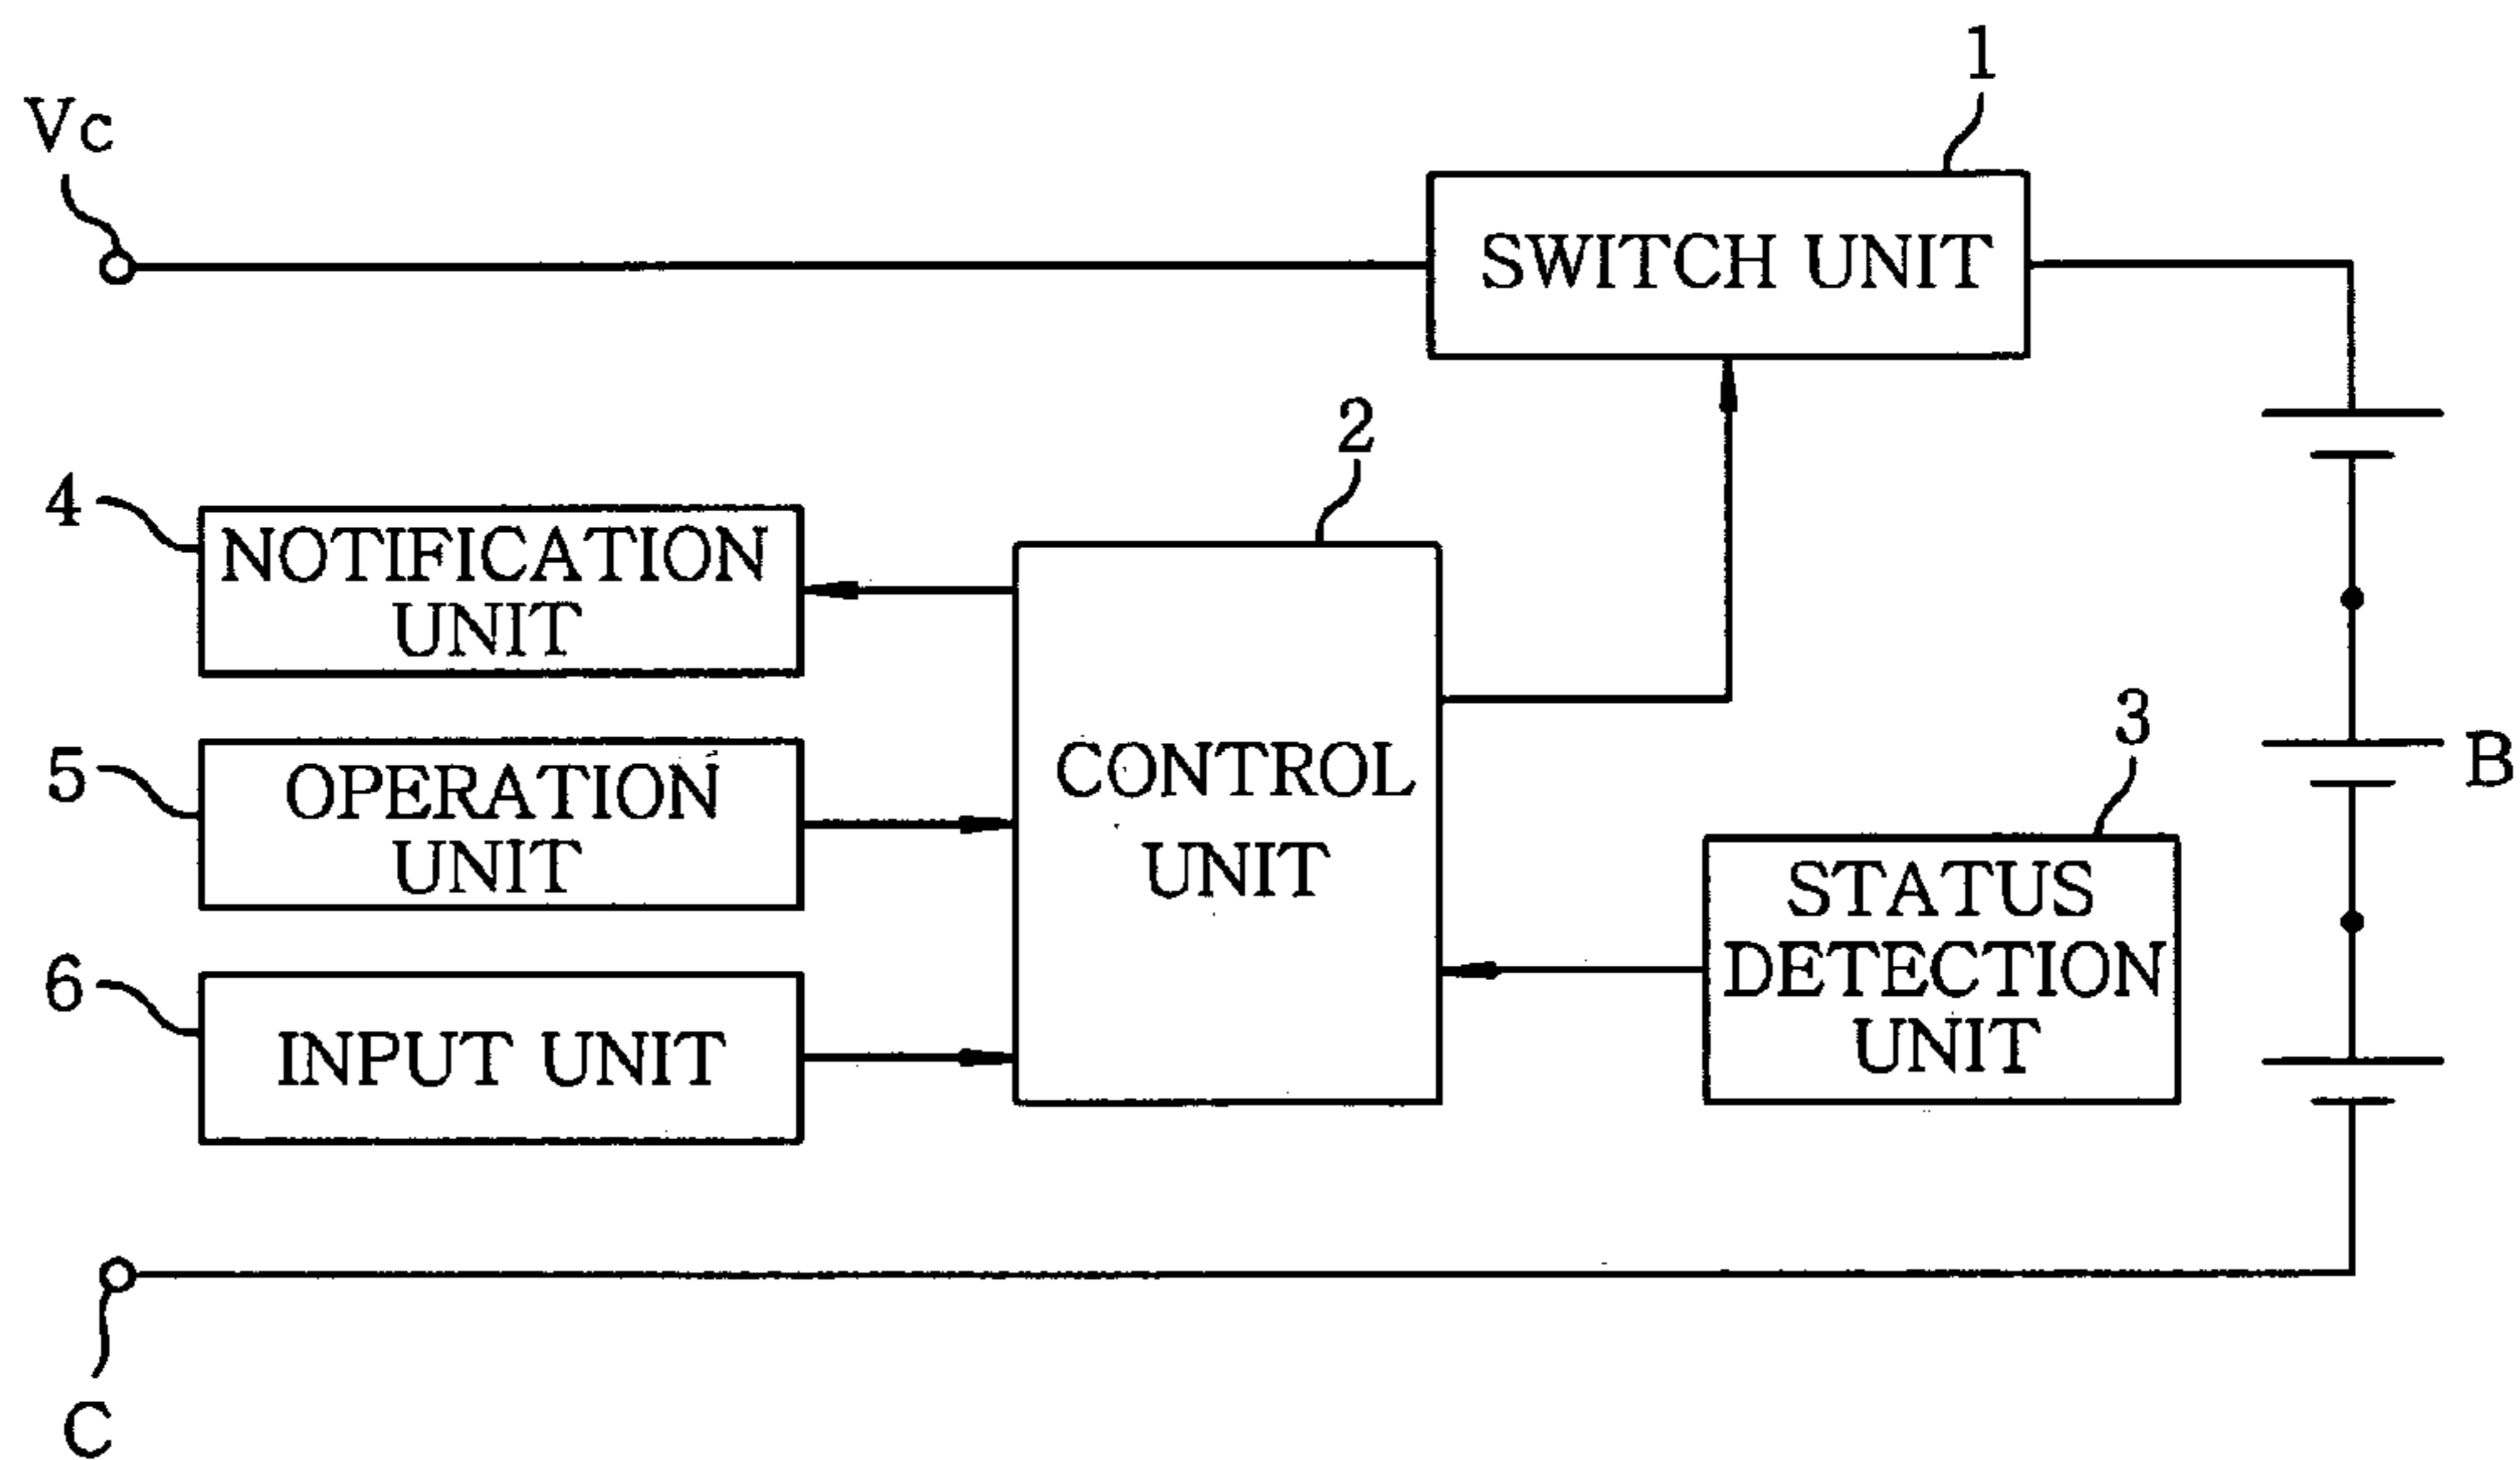 1
Vc
SWITCH UNIT
2
4
NOTIFICATION
UNIT
3
B
5
OPERATION
UNIT
CONTROL
UNIT
STATUS
DETECTION
UNIT
6
INPUT UNIT
C